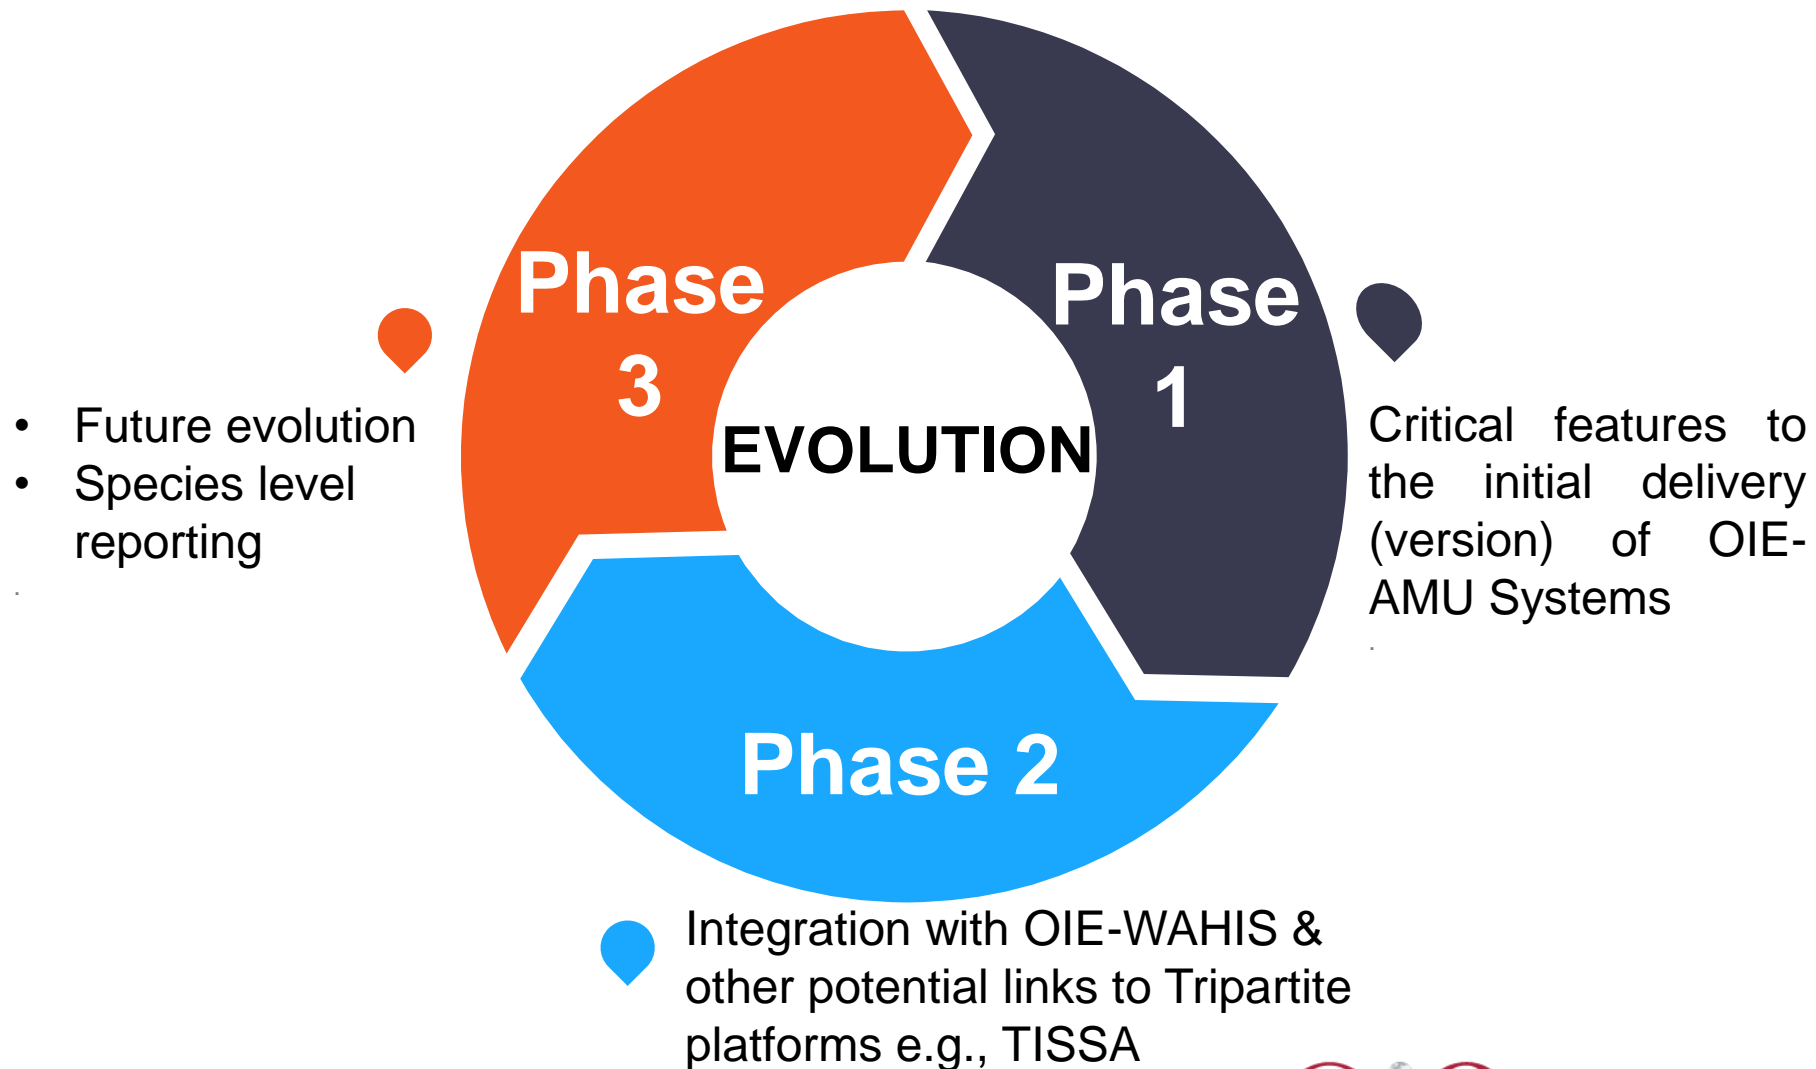 Phase
1
Critical features to
the initial delivery
(version) of OIE-
AMU Systems
.
Phase 2
Integration with OIE-WAHIS &
other potential links to Tripartite
platforms e.g., TISSA
Phase
3
• Future evolution
• Species level
reporting
.
EVOLUTION